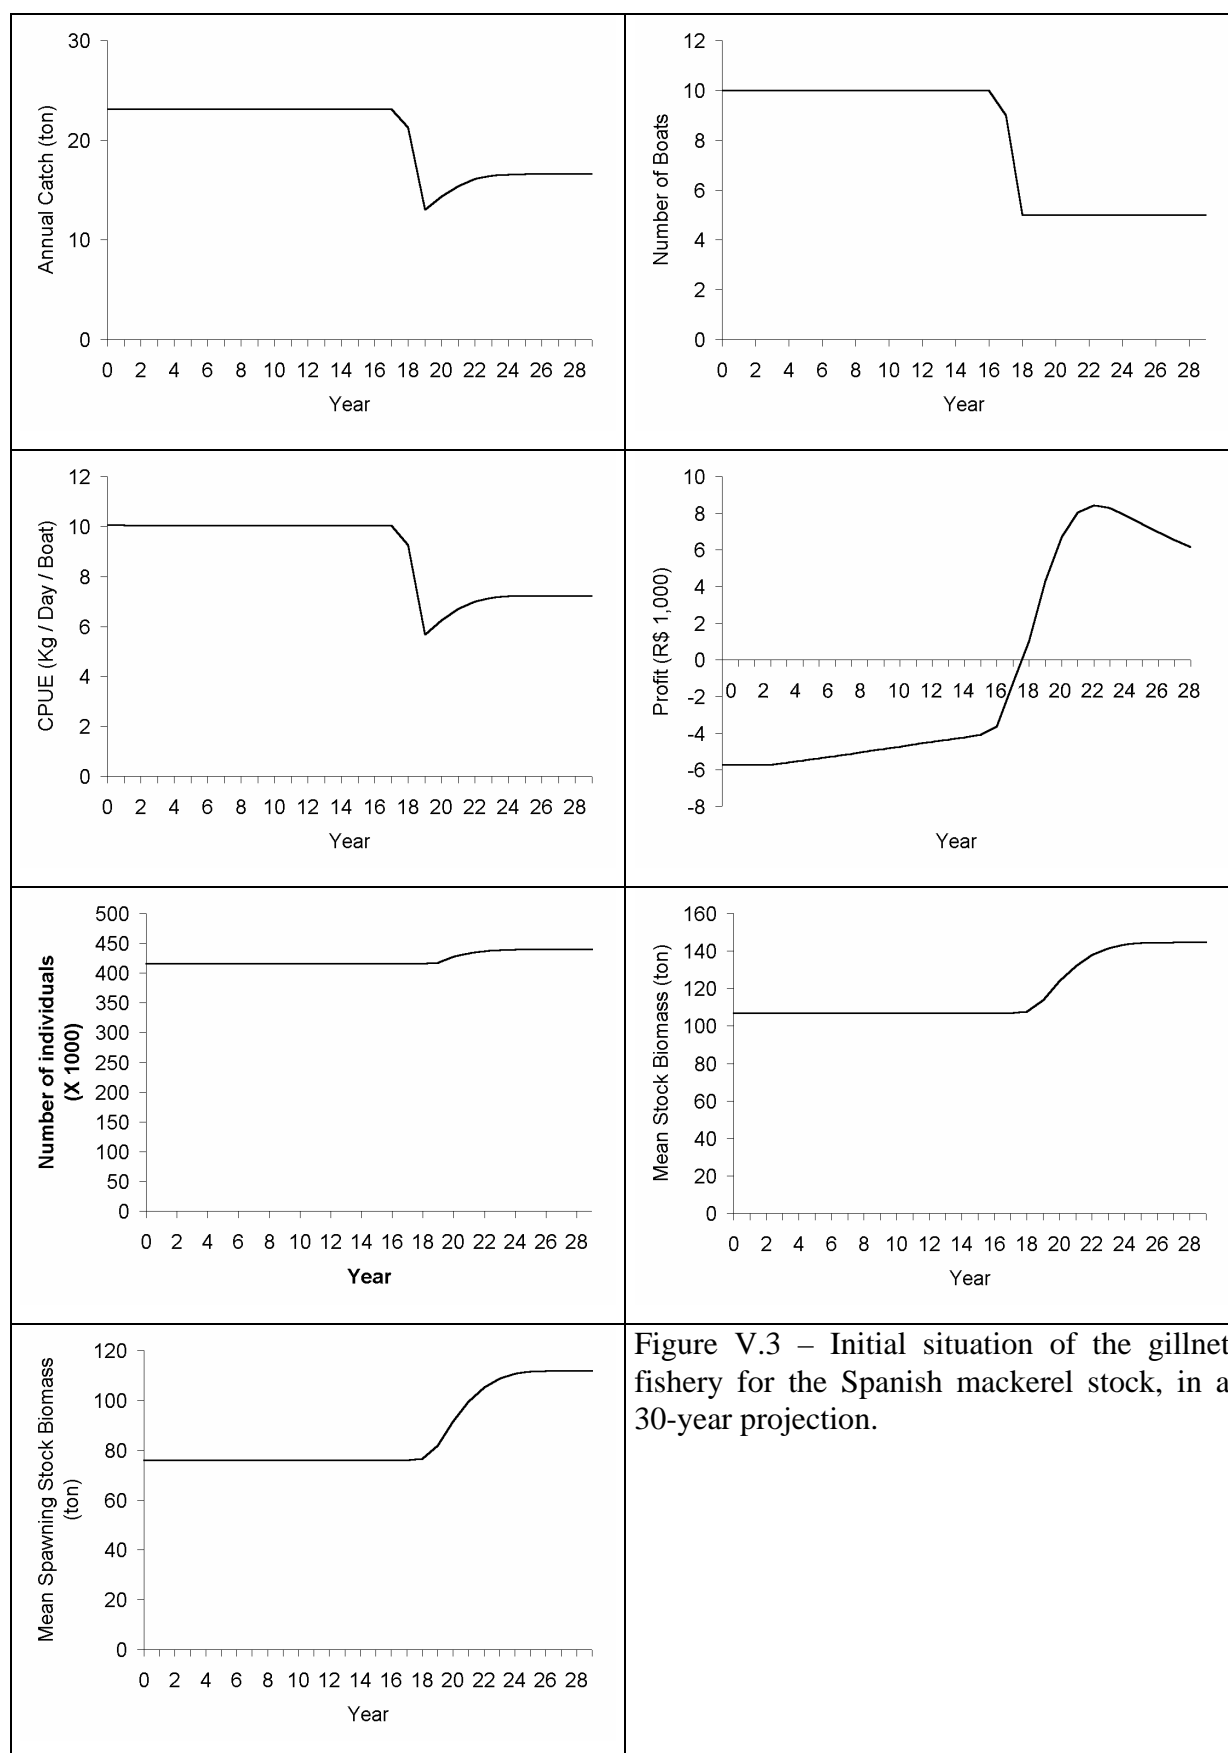 30
20
10
0
0 2 4 6 8 10 12 14 16 18 20 22 24 26 28
Year
Annual Catch (ton)
12
10
8
6
4
2
0
0 2 4 6 8 10 12 14 16 18 20 22 24 26 28
Year
Number of Boats
12
10
8
6
4
2
0
0 2 4 6 8 10 12 14 16 18 20 22 24 26 28
Year
CPUE (Kg / Day / Boat)
10
8
6
4
2
0
-2
-4
-6
-8
0 2 4 6 8 10 12 14 16 18 20 22 24 26 28
Year
Profit (R$ 1,000)
500
450
400
350
300
250
200
150
100
50
0
0 2 4 6 8 10 12 14 16 18 20 22 24 26 28
Year
Number of individuals
(X 1000)
160
140
120
100
80
60
40
20
0
0 2 4 6 8 10 12 14 16 18 20 22 24 26 28
Year
Mean Stock Biomass (ton)
120
100
80
60
40
20
0
0 2 4 6 8 10 12 14 16 18 20 22 24 26 28
Year
Mean Spawning Stock Biomass
(ton)
Figure V.3 – Initial situation of the gillnet
fishery for the Spanish mackerel stock, in a
30-year projection.